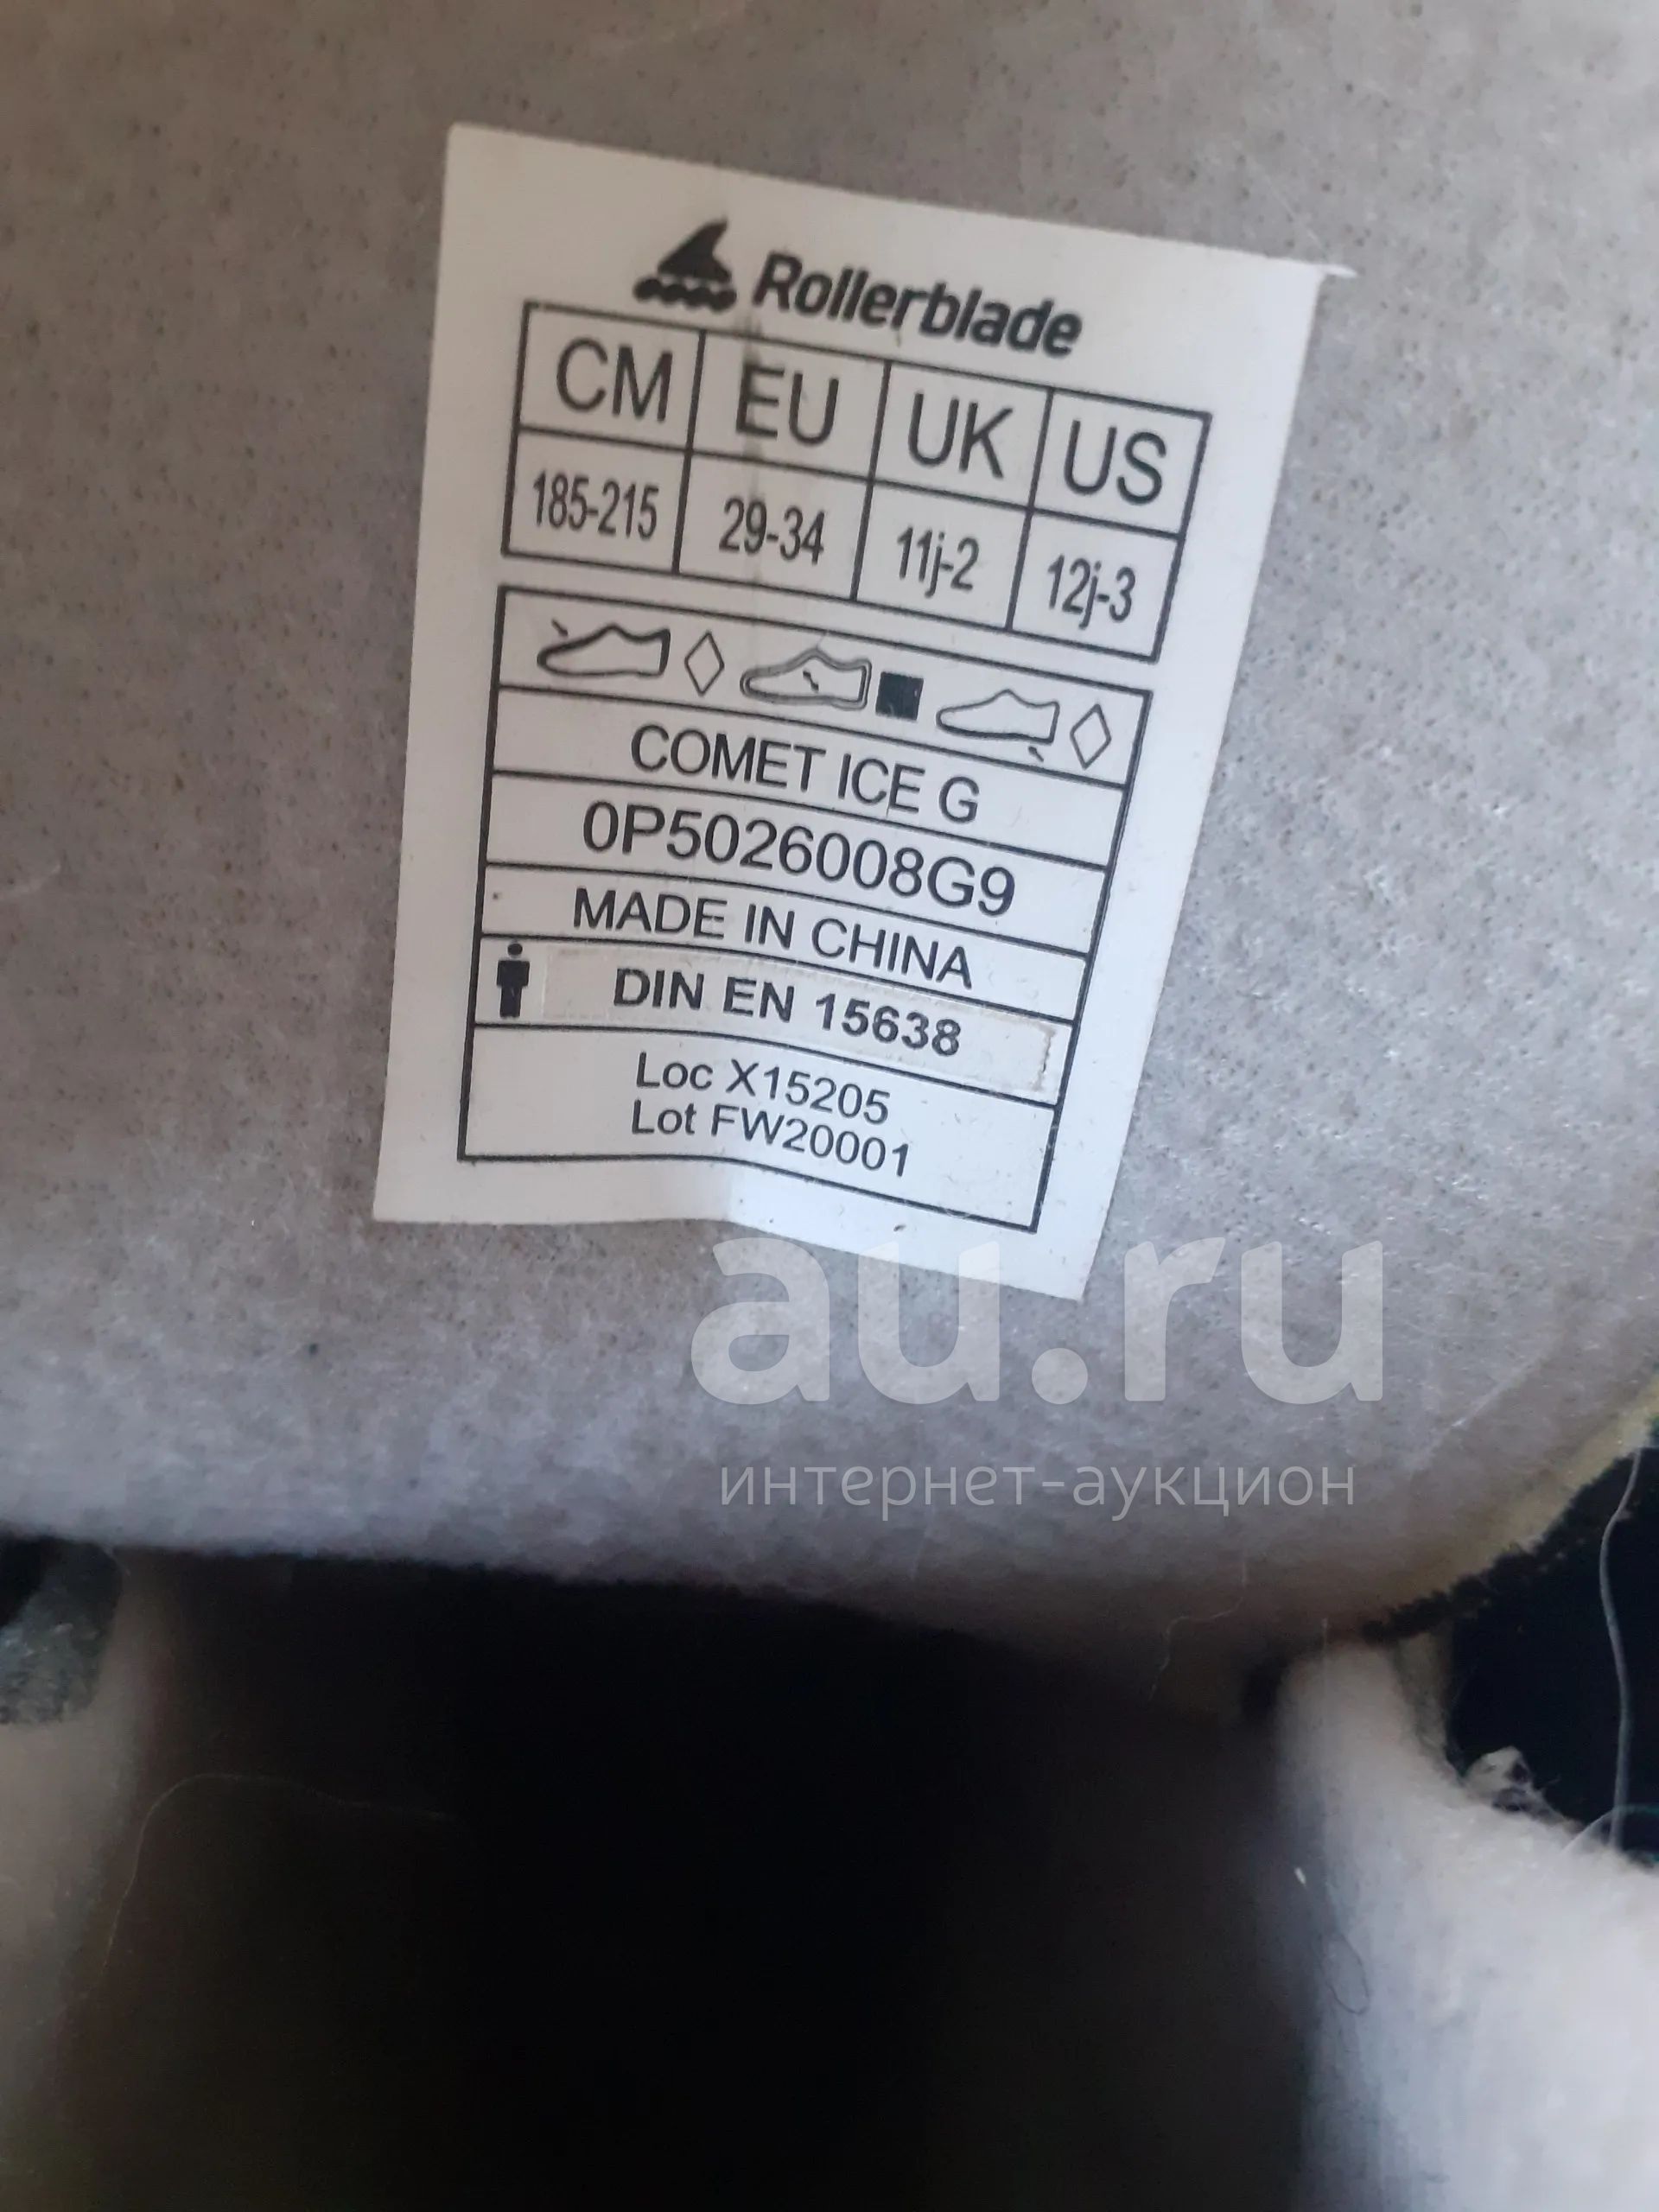 Rollerblade
CM EU UK US
185-215 29-34 11j-2 12j-3
COMET ICE G
0P5026008G9
MADE IN CHINA
DIN EN 15638
Loc X15205
Lot FW20001
au.ru
интернет-аукцион